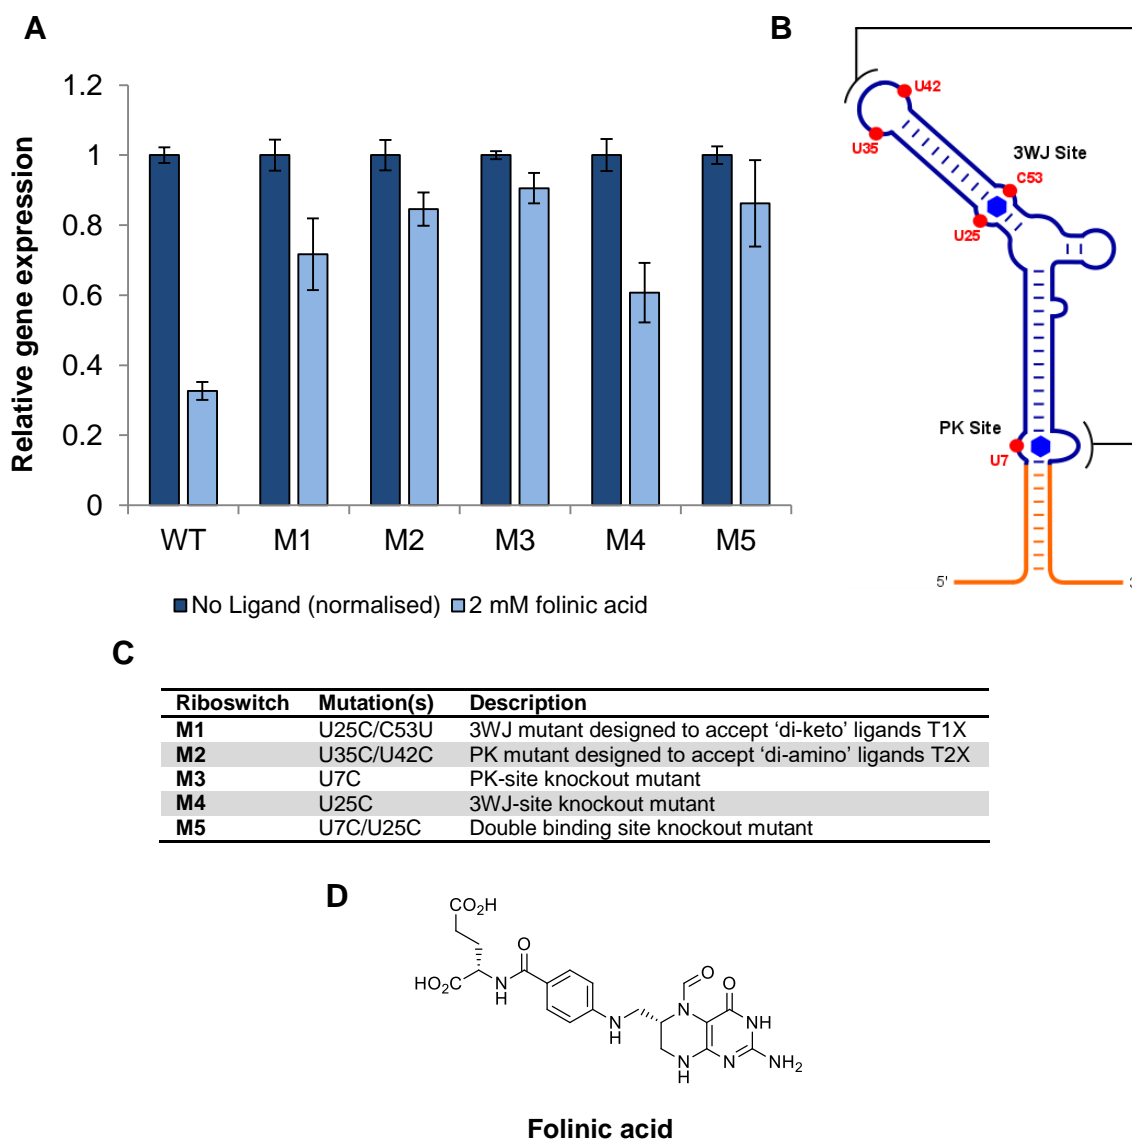 A
Relative gene expression
1.2
1
0.8
0.6
0.4
0.2
0
WT M1 M2 M3 M4 M5
No Ligand (normalised) 2 mM folinic acid
B
U42
U35
3WJ Site
C53
U25
PK Site
U7
5'
3
C
Riboswitch Mutation(s) Description
M1 U25C/C53U 3WJ mutant designed to accept ‘di-keto’ ligands T1X
M2 U35C/U42C PK mutant designed to accept ‘di-amino’ ligands T2X
M3 U7C PK-site knockout mutant
M4 U25C 3WJ-site knockout mutant
M5 U7C/U25C Double binding site knockout mutant
D
CO2H
O
HO2C
N
H
N
H
O
N
O
NH
N
H
N
NH2
Folinic acid